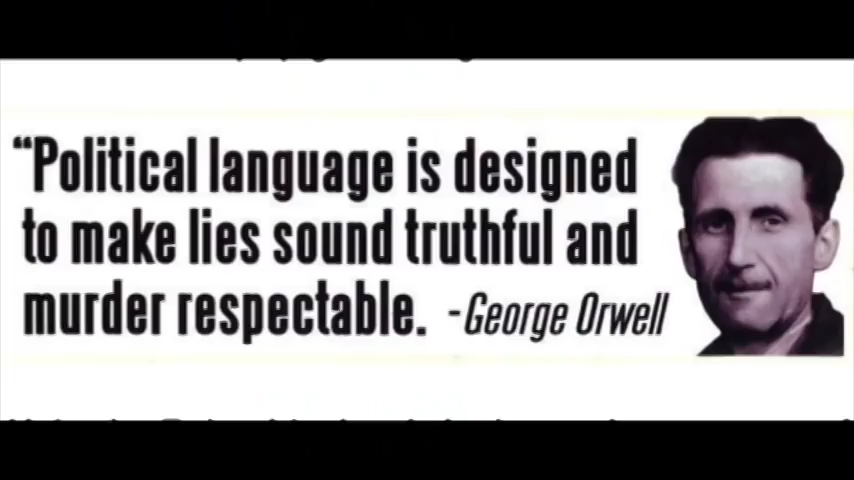 “Political language is designed
to make lies sound truthful and
murder respectable. -George Orwell